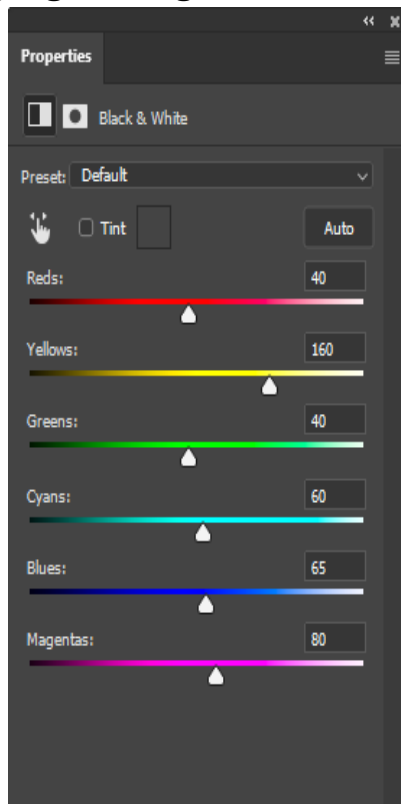 Properties
Black & White
Preset: Default
Tint
Auto
Reds: 40
Yellows: 160
Greens: 40
Cyans: 60
Blues: 65
Magentas: 80